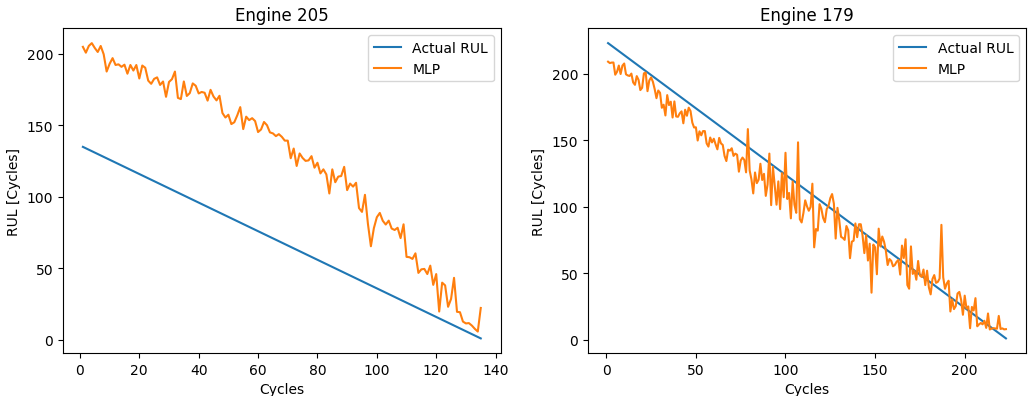 Engine 205
RUL [Cycles]
200
150
100
50
0
Actual RUL
MLP
0 20 40 60 80 100 120 140
Cycles
Engine 179
RUL [Cycles]
200
150
100
50
0
Actual RUL
MLP
0 50 100 150 200
Cycles